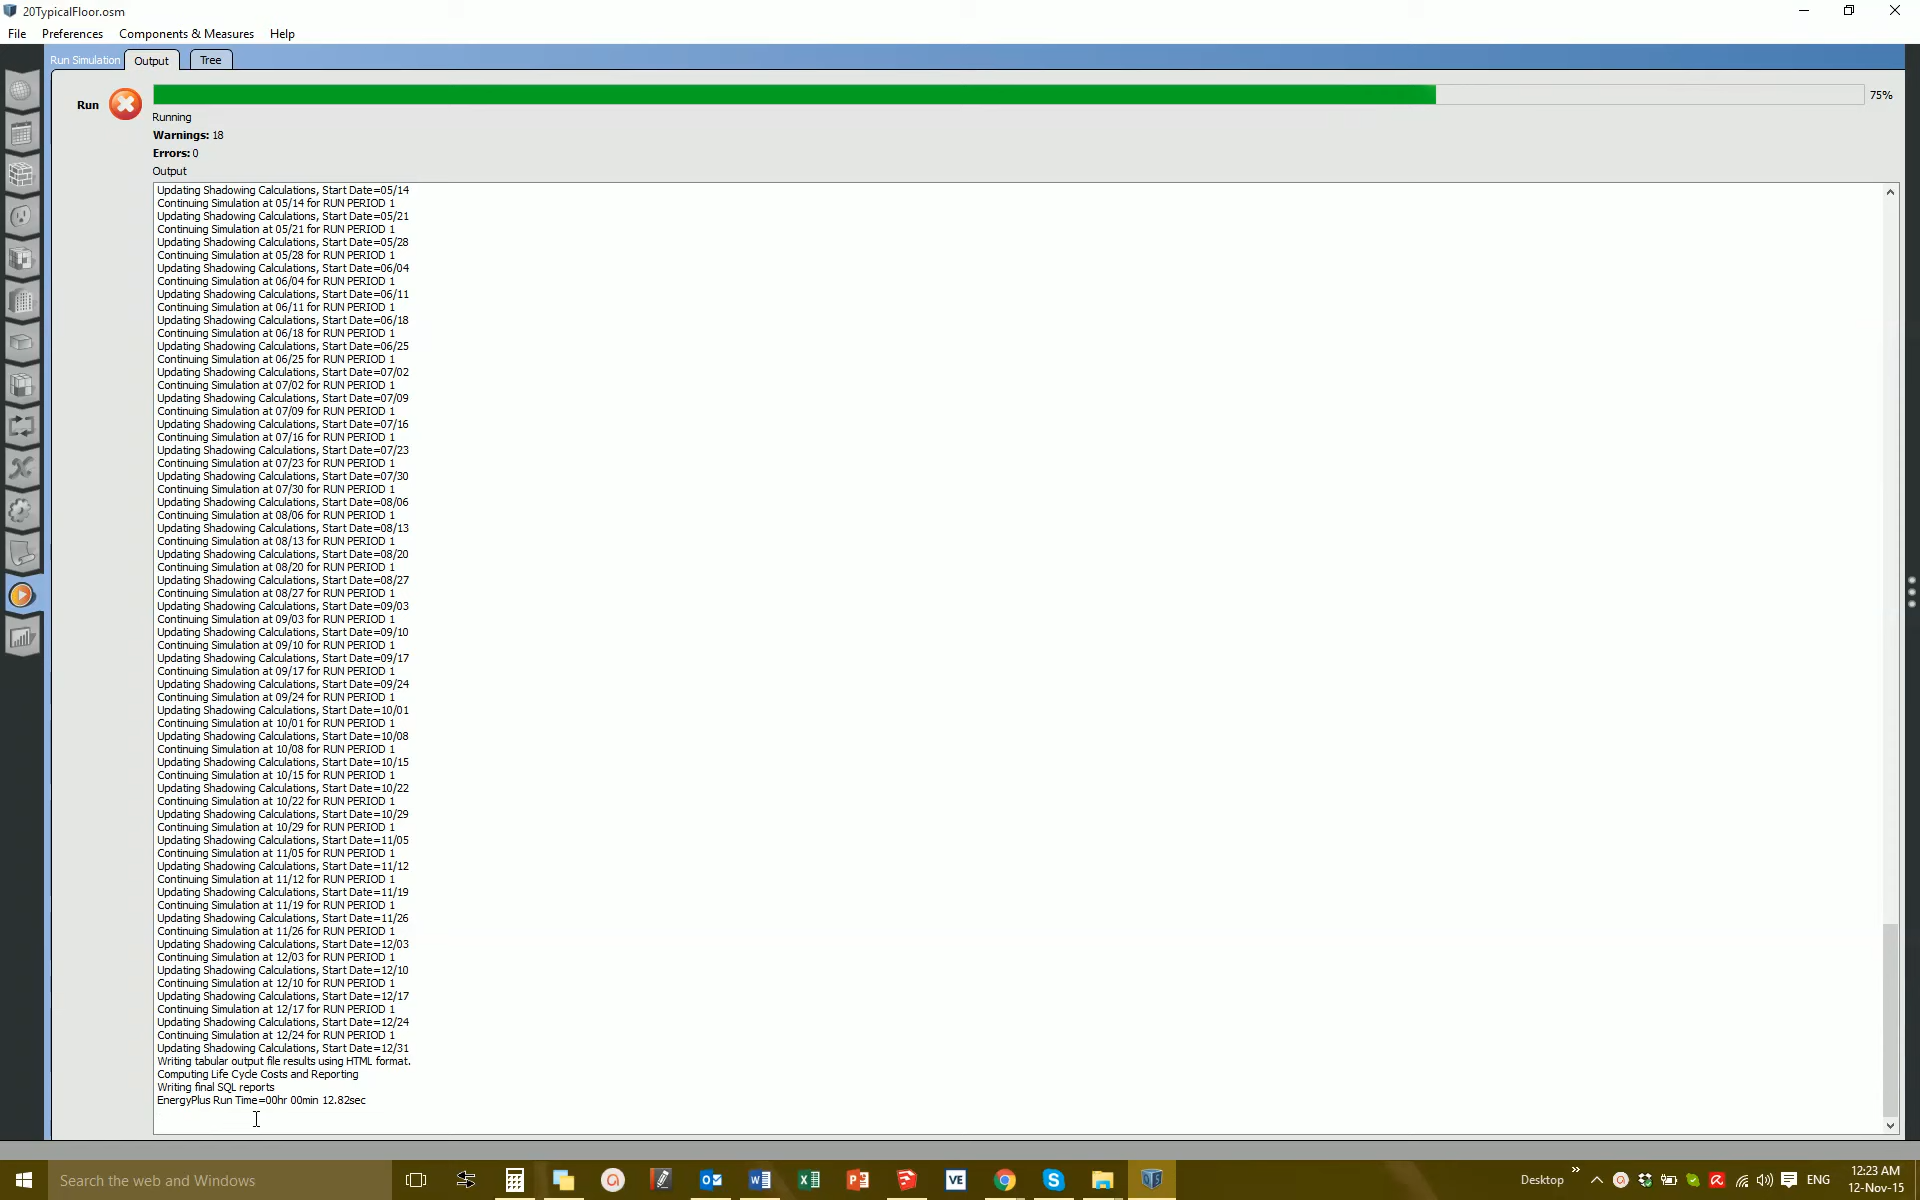 20TypicalFloor.osm
File Preferences Components & Measures Help
Run Simulation Output Tree
Run
75%
Running
Warnings: 18
Errors: 0
Output
Updating Shadowing Calculations, Start Date=05/14
Continuing Simulation at 05/14 for RUN PERIOD 1
Updating Shadowing Calculations, Start Date=05/21
Continuing Simulation at 05/21 for RUN PERIOD 1
Updating Shadowing Calculations, Start Date=05/28
Continuing Simulation at 05/28 for RUN PERIOD 1
Updating Shadowing Calculations, Start Date=06/04
Continuing Simulation at 06/04 for RUN PERIOD 1
Updating Shadowing Calculations, Start Date=06/11
Continuing Simulation at 06/11 for RUN PERIOD 1
Updating Shadowing Calculations, Start Date=06/18
Continuing Simulation at 06/18 for RUN PERIOD 1
Updating Shadowing Calculations, Start Date=06/25
Continuing Simulation at 06/25 for RUN PERIOD 1
Updating Shadowing Calculations, Start Date=07/02
Continuing Simulation at 07/02 for RUN PERIOD 1
Updating Shadowing Calculations, Start Date=07/09
Continuing Simulation at 07/09 for RUN PERIOD 1
Updating Shadowing Calculations, Start Date=07/16
Continuing Simulation at 07/16 for RUN PERIOD 1
Updating Shadowing Calculations, Start Date=07/23
Continuing Simulation at 07/23 for RUN PERIOD 1
Updating Shadowing Calculations, Start Date=07/30
Continuing Simulation at 07/30 for RUN PERIOD 1
Updating Shadowing Calculations, Start Date=08/06
Continuing Simulation at 08/06 for RUN PERIOD 1
Updating Shadowing Calculations, Start Date=08/13
Continuing Simulation at 08/13 for RUN PERIOD 1
Updating Shadowing Calculations, Start Date=08/20
Continuing Simulation at 08/20 for RUN PERIOD 1
Updating Shadowing Calculations, Start Date=08/27
Continuing Simulation at 08/27 for RUN PERIOD 1
Updating Shadowing Calculations, Start Date=09/03
Continuing Simulation at 09/03 for RUN PERIOD 1
Updating Shadowing Calculations, Start Date=09/10
Continuing Simulation at 09/10 for RUN PERIOD 1
Updating Shadowing Calculations, Start Date=09/17
Continuing Simulation at 09/17 for RUN PERIOD 1
Updating Shadowing Calculations, Start Date=09/24
Continuing Simulation at 09/24 for RUN PERIOD 1
Updating Shadowing Calculations, Start Date=10/01
Continuing Simulation at 10/01 for RUN PERIOD 1
Updating Shadowing Calculations, Start Date=10/08
Continuing Simulation at 10/08 for RUN PERIOD 1
Updating Shadowing Calculations, Start Date=10/15
Continuing Simulation at 10/15 for RUN PERIOD 1
Updating Shadowing Calculations, Start Date=10/22
Continuing Simulation at 10/22 for RUN PERIOD 1
Updating Shadowing Calculations, Start Date=10/29
Continuing Simulation at 10/29 for RUN PERIOD 1
Updating Shadowing Calculations, Start Date=11/05
Continuing Simulation at 11/05 for RUN PERIOD 1
Updating Shadowing Calculations, Start Date=11/12
Continuing Simulation at 11/12 for RUN PERIOD 1
Updating Shadowing Calculations, Start Date=11/19
Continuing Simulation at 11/19 for RUN PERIOD 1
Updating Shadowing Calculations, Start Date=11/26
Continuing Simulation at 11/26 for RUN PERIOD 1
Updating Shadowing Calculations, Start Date=12/03
Continuing Simulation at 12/03 for RUN PERIOD 1
Updating Shadowing Calculations, Start Date=12/10
Continuing Simulation at 12/10 for RUN PERIOD 1
Updating Shadowing Calculations, Start Date=12/17
Continuing Simulation at 12/17 for RUN PERIOD 1
Updating Shadowing Calculations, Start Date=12/24
Continuing Simulation at 12/24 for RUN PERIOD 1
Updating Shadowing Calculations, Start Date=12/31
Writing tabular output file results using HTML format.
Computing Life Cycle Costs and Reporting
Writing final SQL reports
EnergyPlus Run Time=00hr 00min 12.82sec
Search the web and Windows
VE
Desktop
ENG
12:23 AM
12-Nov-15